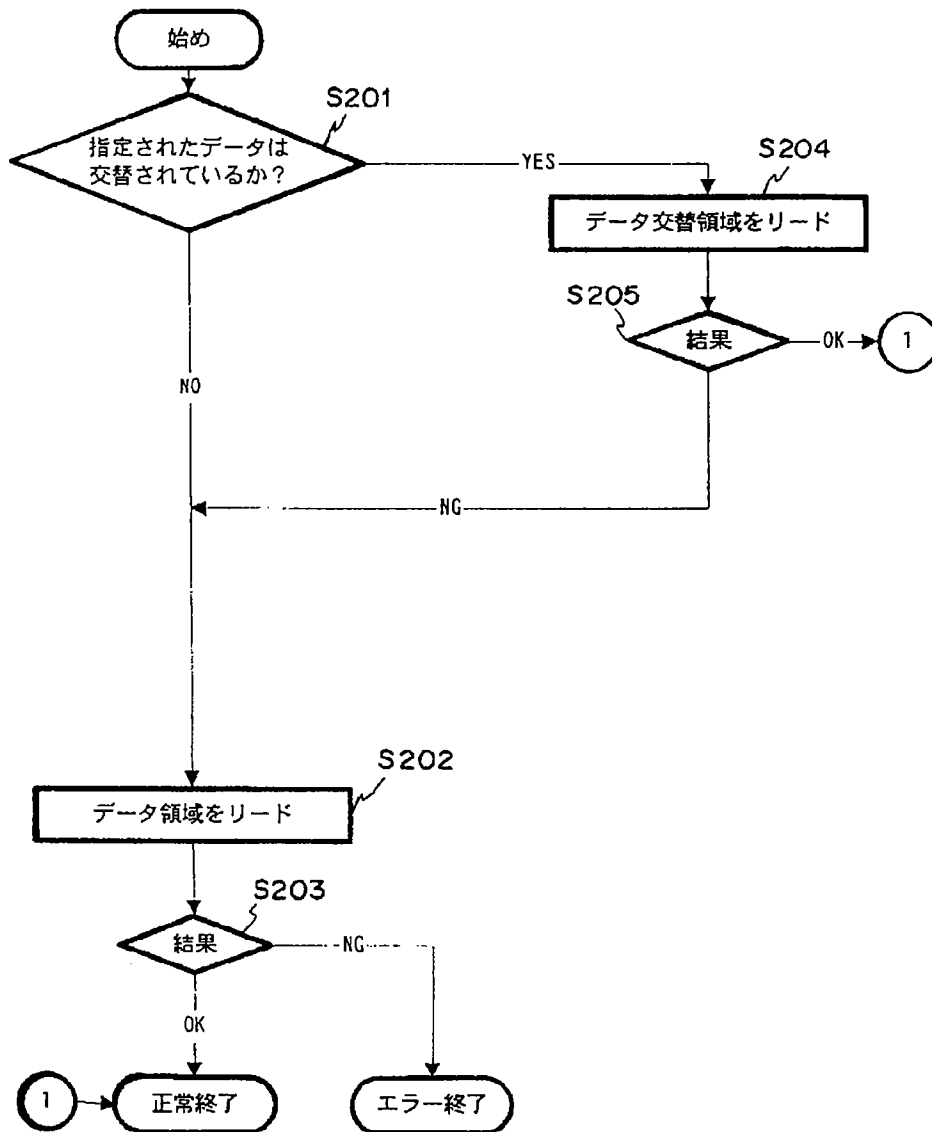 始め
S201
指定されたデータは
交替されているか？
YES
S204
データ交替領域をリード
S205
結果
OK
1
NO
NG
S202
データ領域をリード
S203
結果
NG
OK
1
正常終了
エラー終了